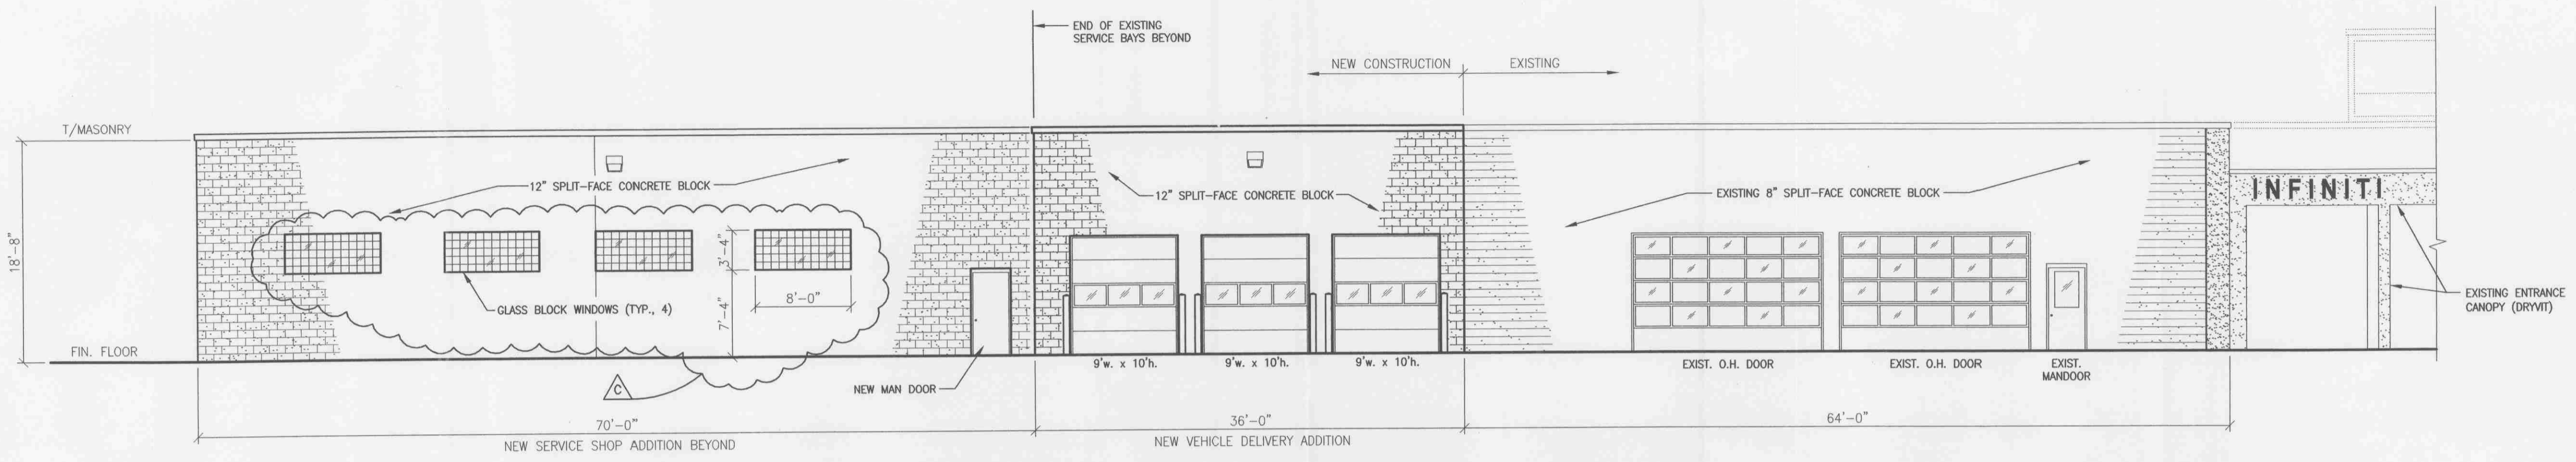 END OF EXISTING
SERVICE BAYS BEYOND
NEW CONSTRUCTION
EXISTING
T/MASONRY
18'-8"
12" SPLIT-FACE CONCRETE BLOCK
12" SPLIT-FACE CONCRETE BLOCK
EXISTING 8" SPLIT-FACE CONCRETE BLOCK
INFINITI
3'-4"
8'-0"
7'-4"
GLASS BLOCK WINDOWS (TYP., 4)
EXISTING ENTRANCE
CANOPY (DRYVIT)
FIN. FLOOR
9'w. x 10'h.
9'w. x 10'h.
9'w. x 10'h.
EXIST. O.H. DOOR
EXIST. O.H. DOOR
EXIST.
MANDOOR
C
NEW MAN DOOR
70'-0"
NEW SERVICE SHOP ADDITION BEYOND
36'-0"
NEW VEHICLE DELIVERY ADDITION
64'-0"